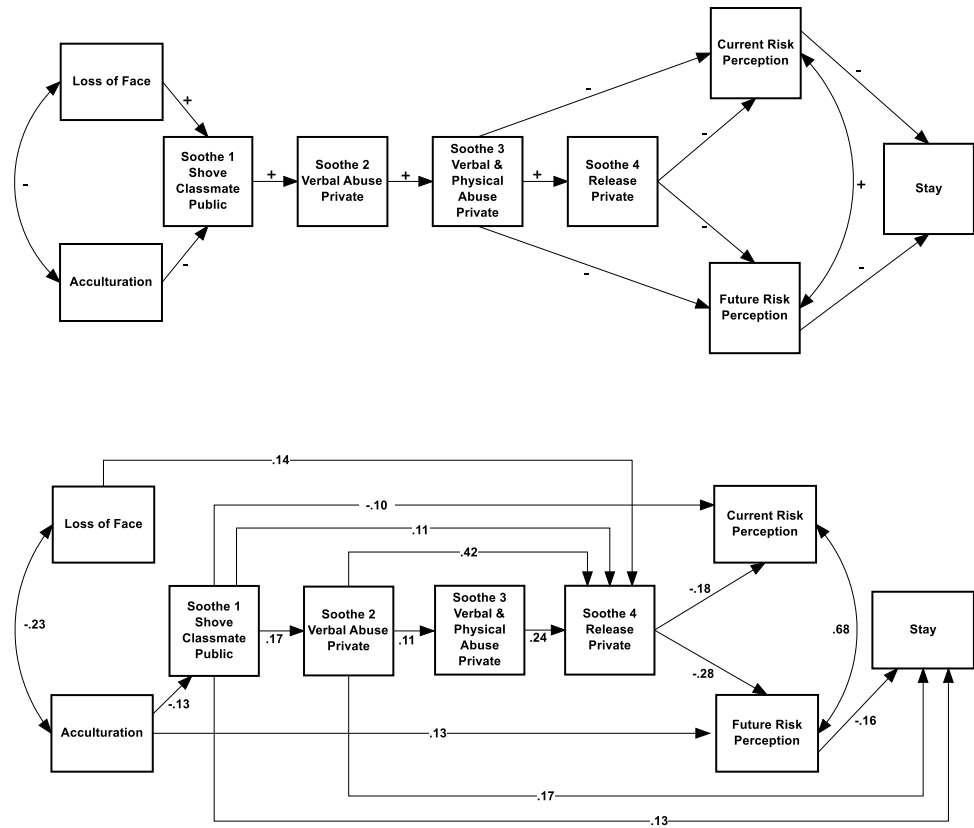 Loss of Face
Acculturation
-
+
-
Soothe 1
Shove
Classmate
Public
+
Soothe 2
Verbal Abuse
Private
+
Soothe 3
Verbal &
Physical
Abuse
Private
+
Soothe 4
Release
Private
-
-
-
-
Current Risk
Perception
Future Risk
Perception
+
-
-
Stay
.14
-.10
.11
.42
Loss of Face
-.23
Acculturation
-.13
Soothe 1
Shove
Classmate
Public
.17
Soothe 2
Verbal Abuse
Private
.11
Soothe 3
Verbal &
Physical
Abuse
Private
.24
Soothe 4
Release
Private
-.18
-.28
Current Risk
Perception
.68
Future Risk
Perception
-.16
Stay
.13
.17
.13